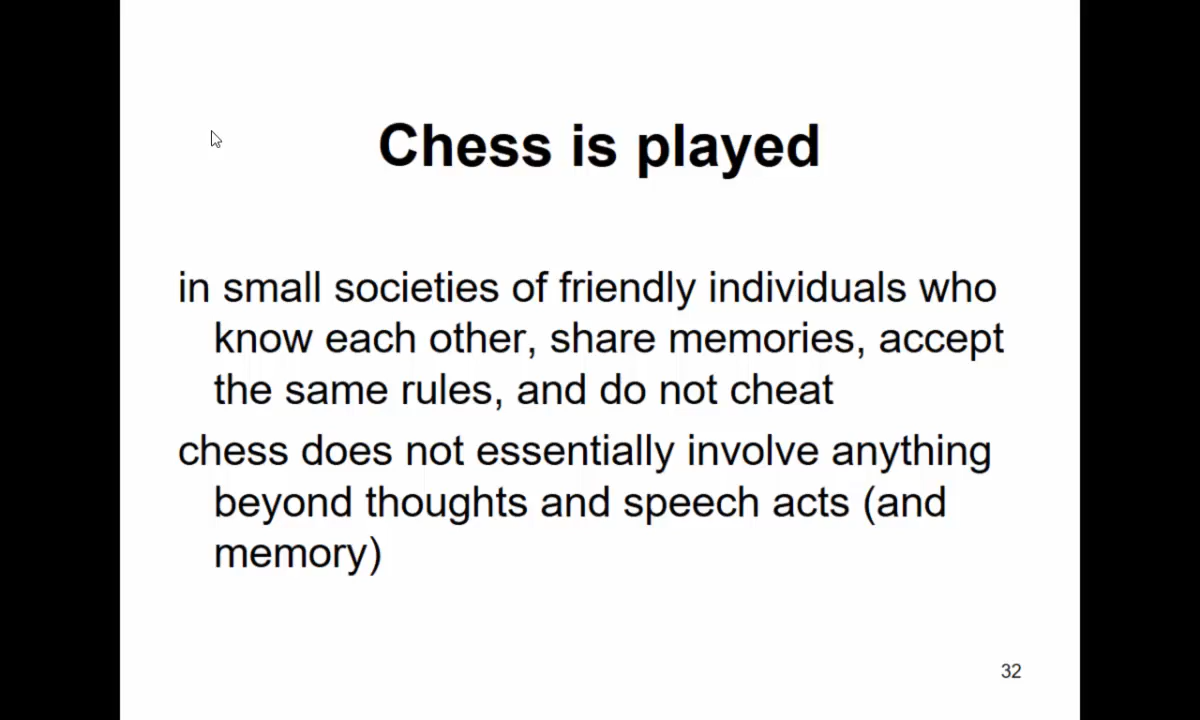 Chess is played
in small societies of friendly individuals who
know each other, share memories, accept
the same rules, and do not cheat
chess does not essentially involve anything
beyond thoughts and speech acts (and
memory)
32